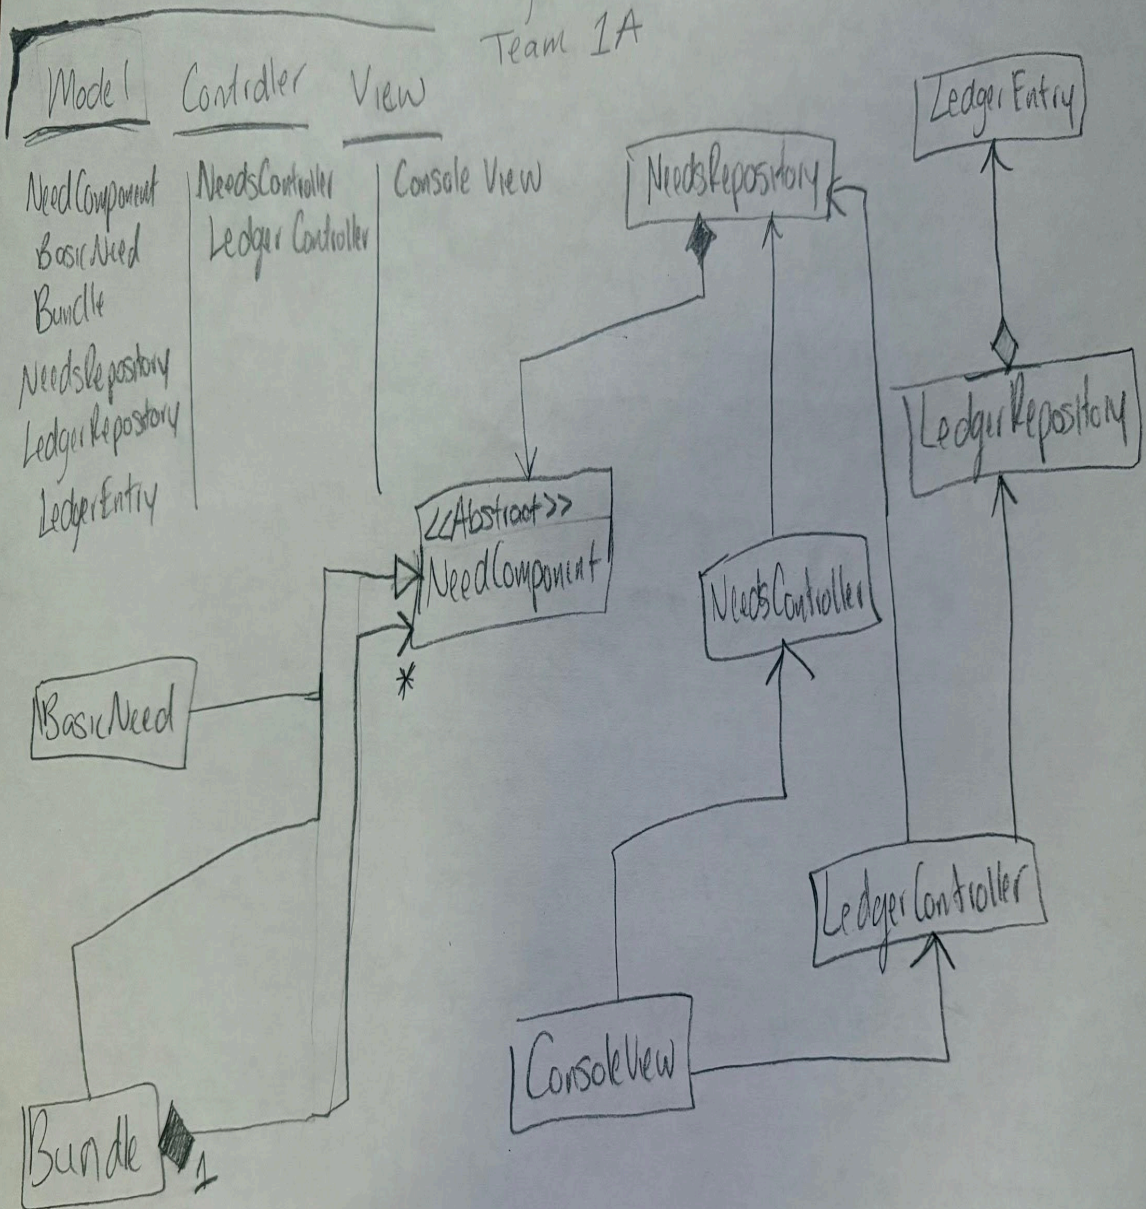 Team 1A
Model
Controller
View
NeedComponent
BasicNeed
Bundle
NeedsRepository
LedgerRepository
LedgerEntry
NeedsController
Ledger Controller
Console View
NeedsRepository
LedgerEntry
LedgerRepository
<<Abstract>>
NeedComponent
*
NeedsController
BasicNeed
LedgerController
ConsoleView
Bundle
1